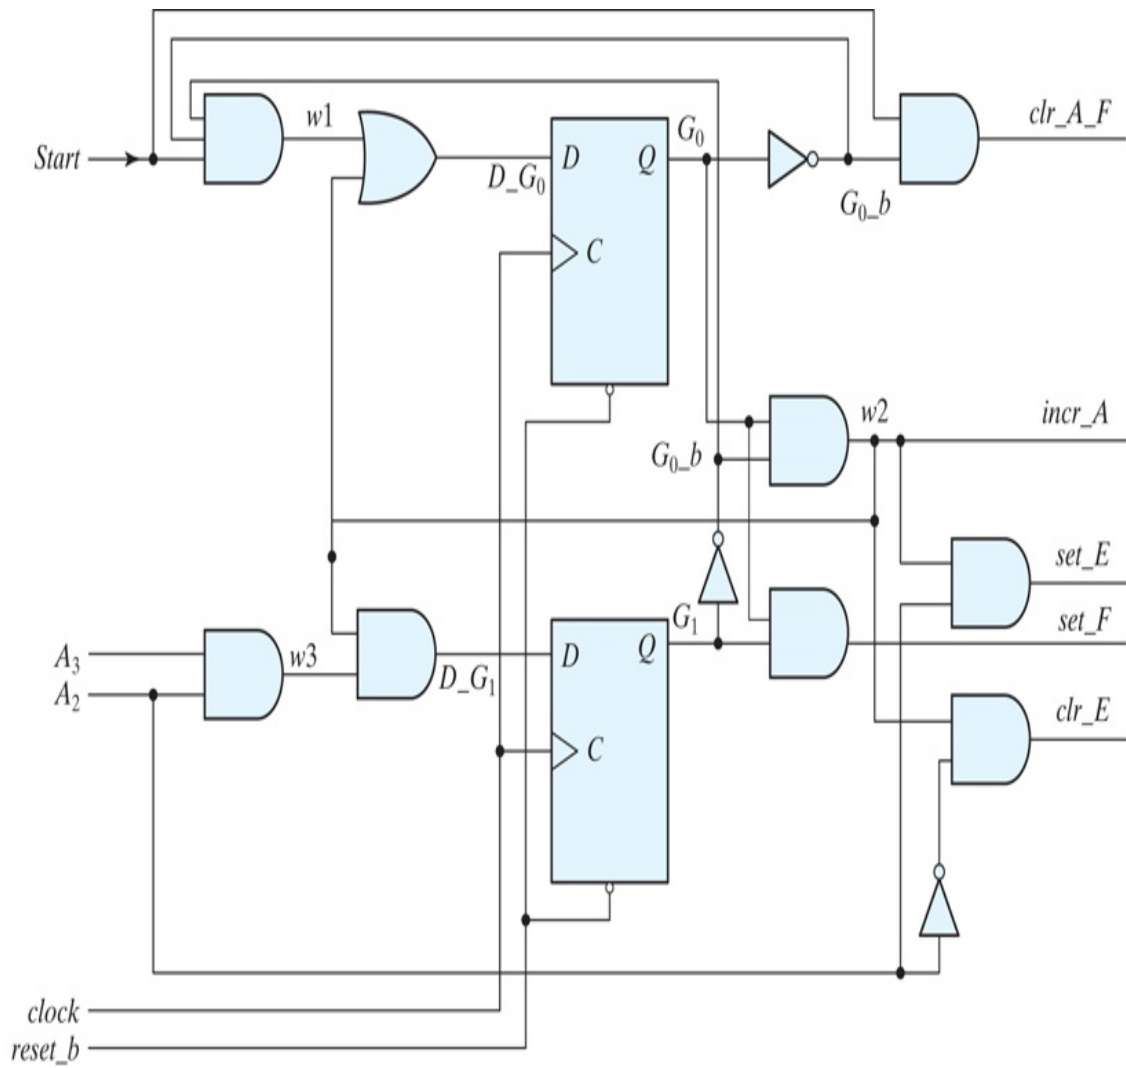 w1
clr_A_F
Start
G₀
D Q
D_G₀
G₀_b
C
w2
incr_A
G₀_b
set_E
set_F
G₁
A₃
w3
D Q
D_G₁
A₂
clr_E
C
clock
reset_b